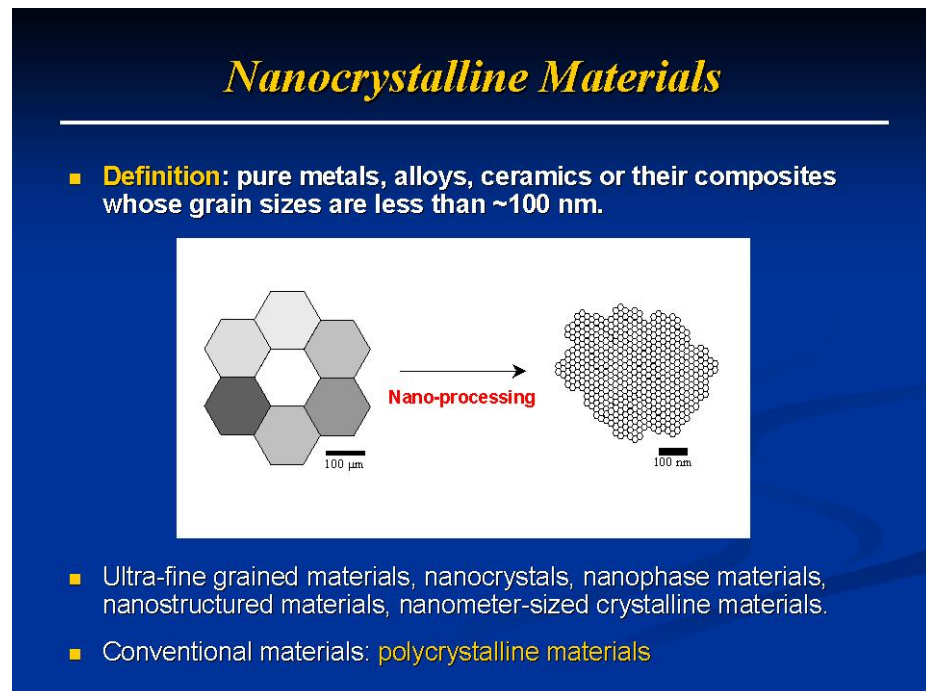 Nanocrystalline Materials
Definition: pure metals, alloys, ceramics or their composites
whose grain sizes are less than ~100 nm.
Nano-processing
100 μm
100 nm
Ultra-fine grained materials, nanocrystals, nanophase materials,
nanostructured materials, nanometer-sized crystalline materials.
Conventional materials: polycrystalline materials